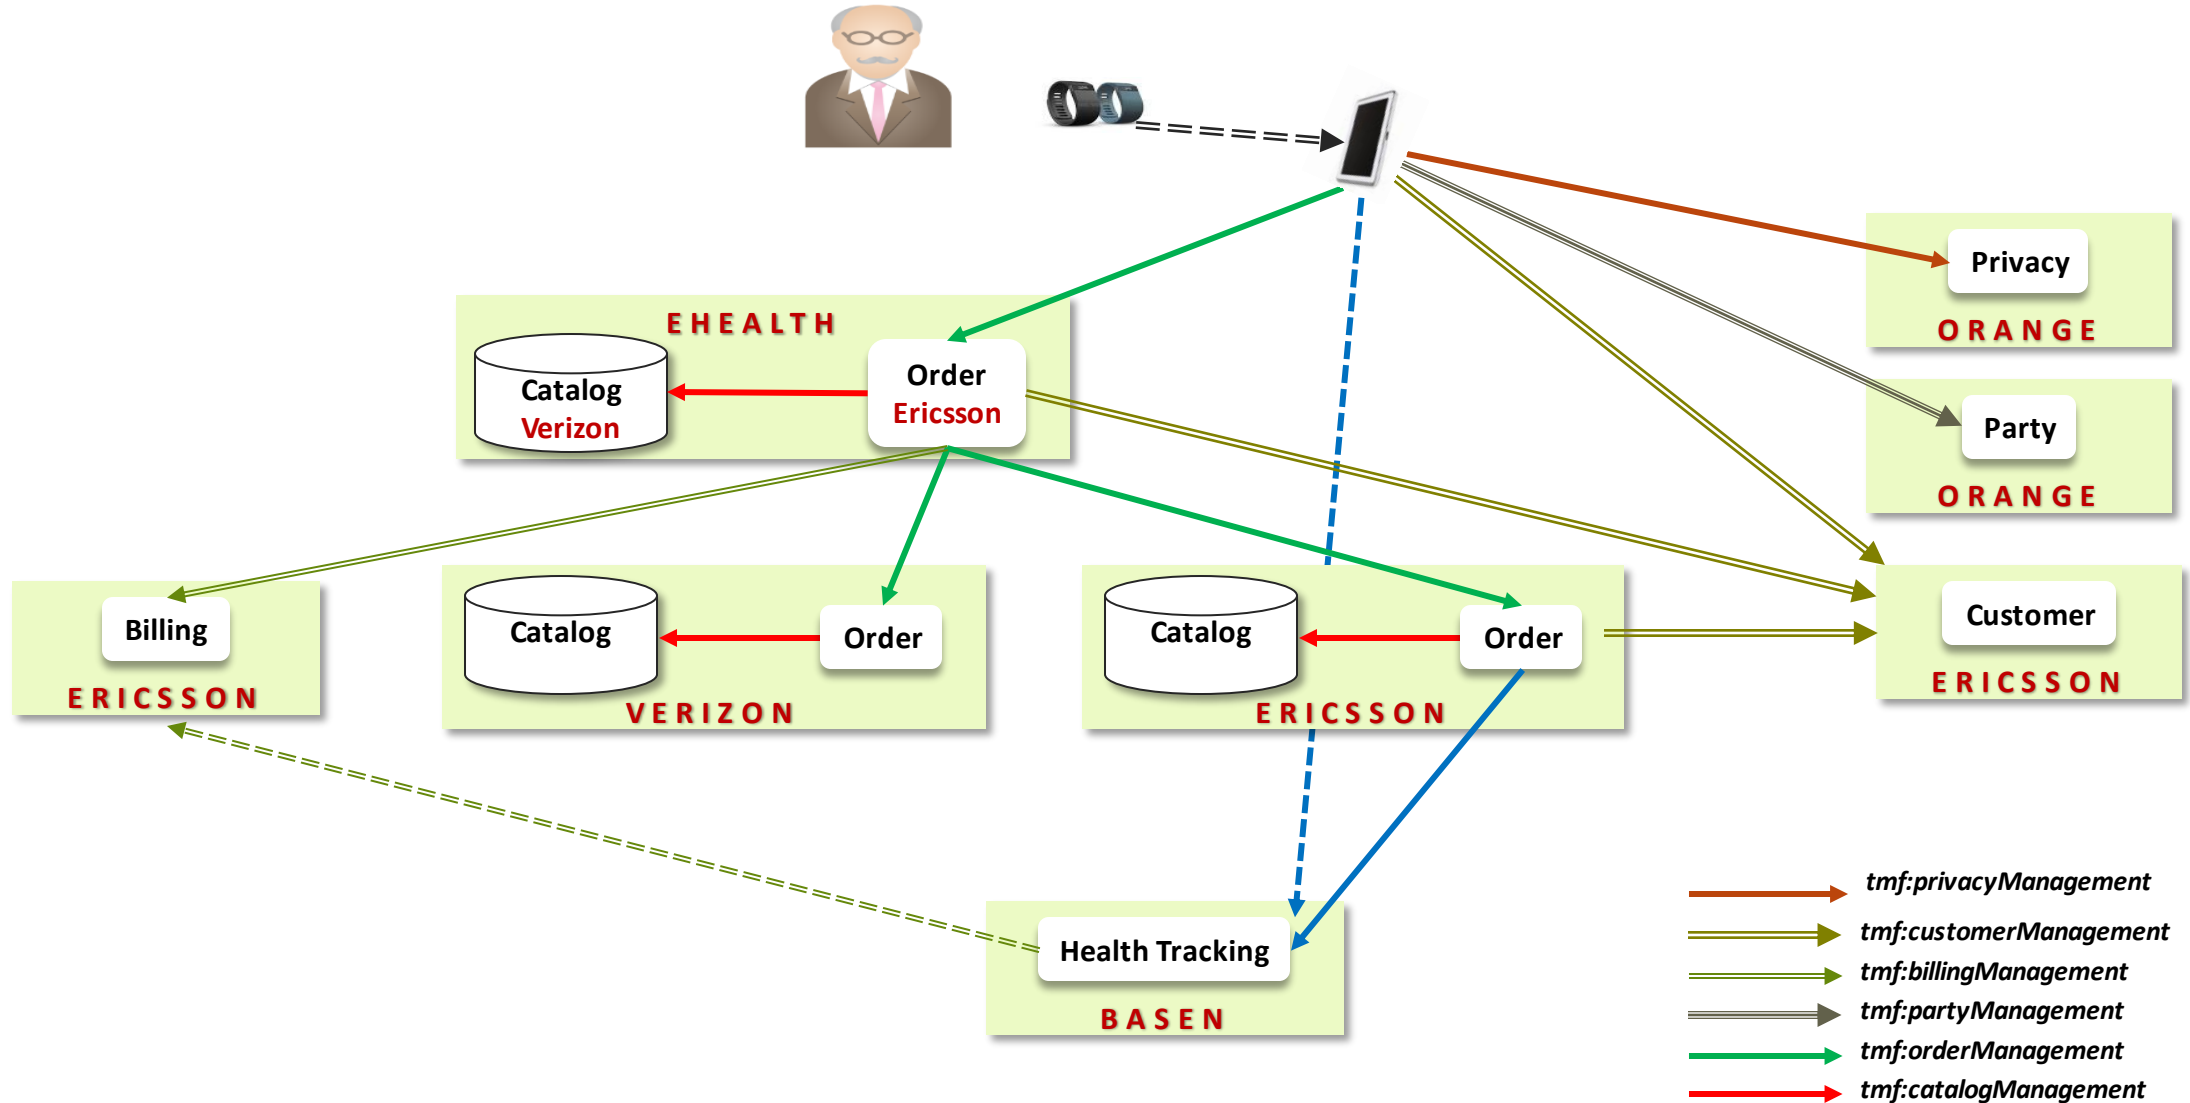 Privacy
ORANGE
EHEALTH
Catalog
Verizon
Order
Ericsson
Party
ORANGE
Billing
ERICSSON
Catalog
Order
VERIZON
Catalog
Order
ERICSSON
Customer
ERICSSON
Health Tracking
BASEN
tmf:privacyManagement
tmf:customerManagement
tmf:billingManagement
tmf:partyManagement
tmf:orderManagement
tmf:catalogManagement